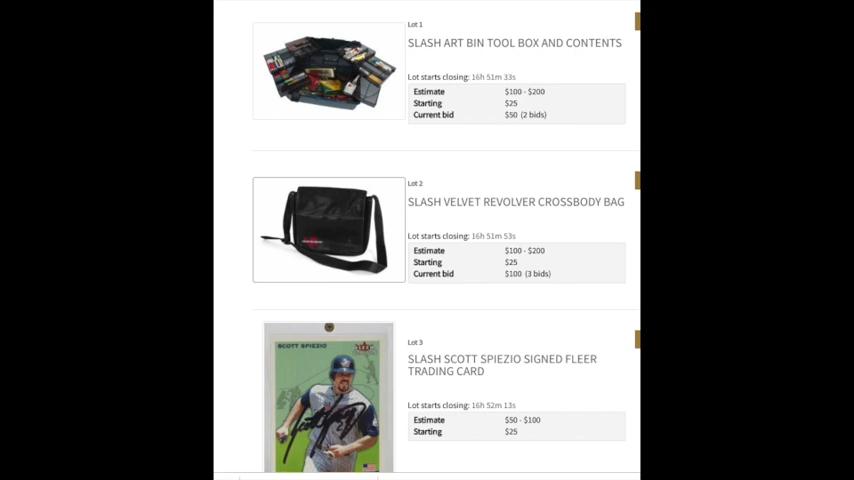 Lot 1
SLASH ART BIN TOOL BOX AND CONTENTS
Lot starts closing: 16h 51m 33s
Estimate $100 - $200
Starting $25
Current bid $50 (2 bids)
Lot 2
SLASH VELVET REVOLVER CROSSBODY BAG
Lot starts closing: 16h 51m 53s
Estimate $100 - $200
Starting $25
Current bid $100 (3 bids)
Lot 3
SLASH SCOTT SPIEZIO SIGNED FLEER
TRADING CARD
Lot starts closing: 16h 52m 13s
Estimate $50 - $100
Starting $25
SCOTT SPIEZIO